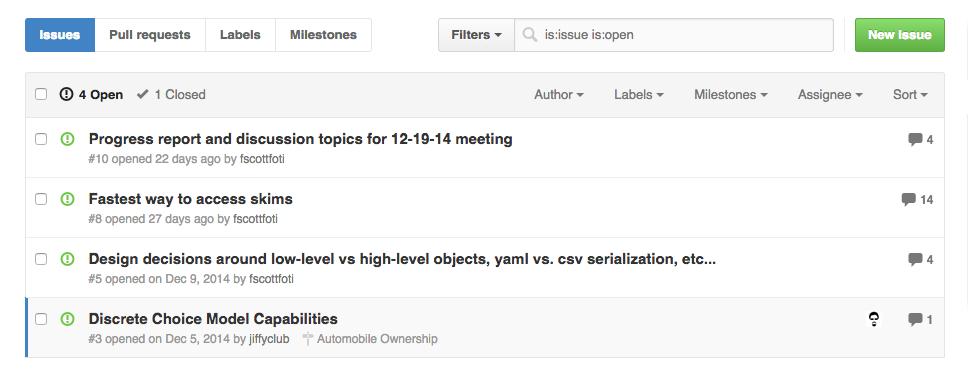 Issues Pull requests Labels Milestones Filters is:issue is:open New Issue
4 Open 1 Closed Author Labels Milestones Assignee Sort
Progress report and discussion topics for 12-19-14 meeting 4
#10 opened 22 days ago by fscottfoti
Fastest way to access skims 14
#8 opened 27 days ago by fscottfoti
Design decisions around low-level vs high-level objects, yaml vs. csv serialization, etc... 4
#5 opened on Dec 9, 2014 by fscottfoti
Discrete Choice Model Capabilities 1
#3 opened on Dec 5, 2014 by jiffyclub Automobile Ownership